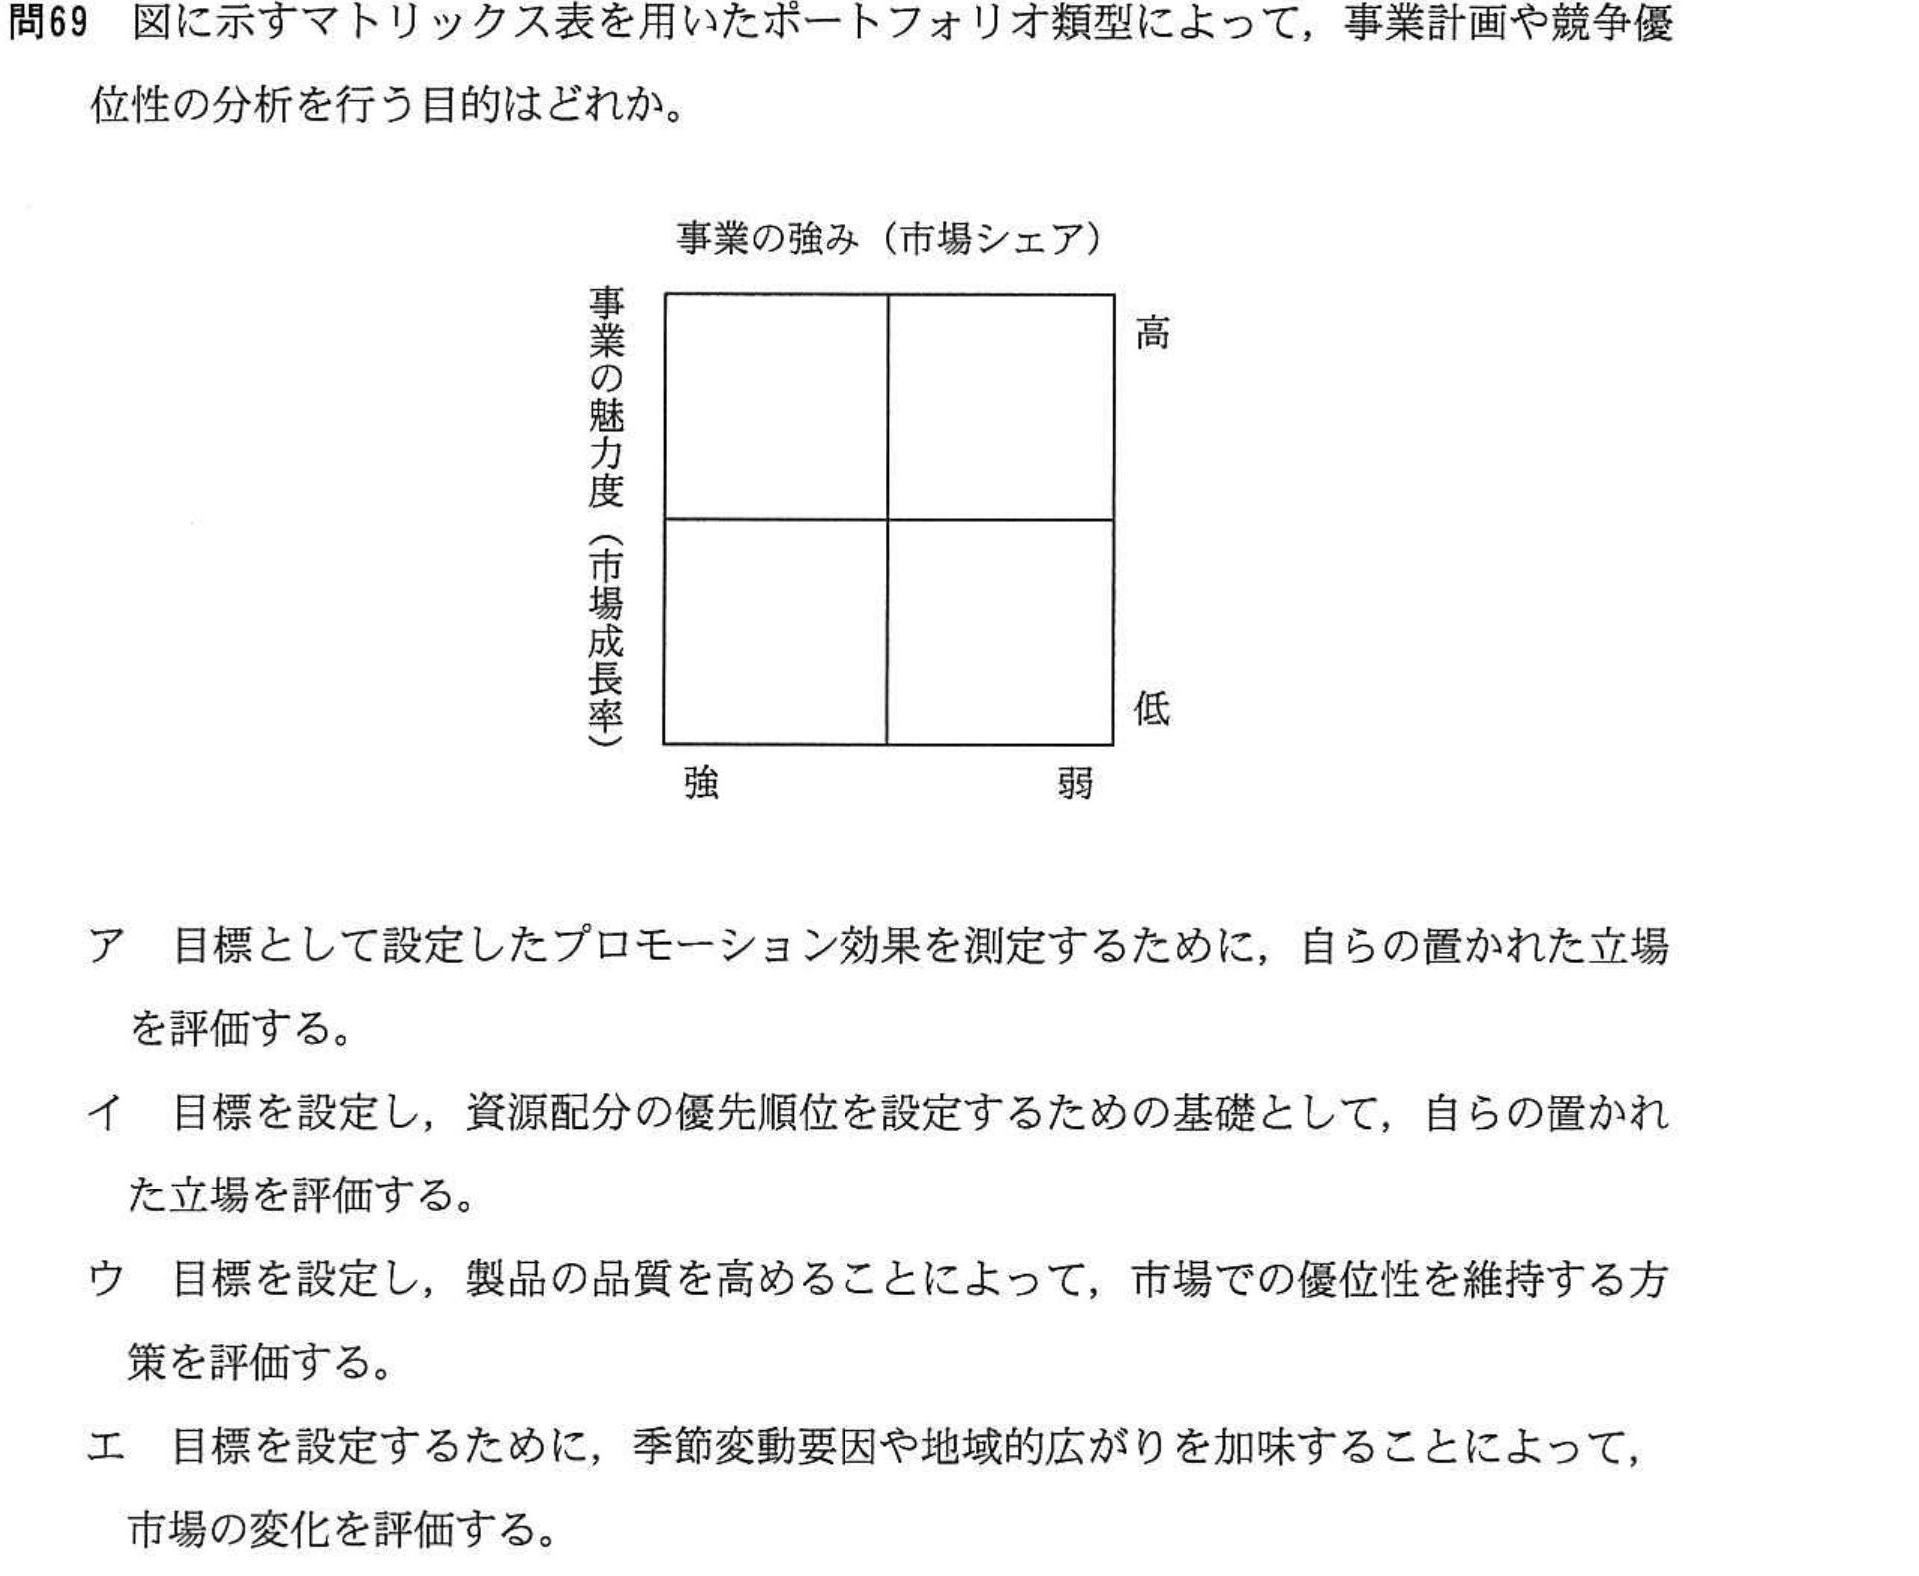 問69 図に示すマトリックス表を用いたポートフォリオ類型によって，事業計画や競争優
位性の分析を行う目的はどれか。
事業の強み（市場シェア）
事業の魅力度（市場成長率）
高
低
強 弱
ア 目標として設定したプロモーション効果を測定するために，自らの置かれた立場
を評価する。
イ 目標を設定し，資源配分の優先順位を設定するための基礎として，自らの置かれ
た立場を評価する。
ウ 目標を設定し，製品の品質を高めることによって，市場での優位性を維持する方
策を評価する。
エ 目標を設定するために，季節変動要因や地域的広がりを加味することによって，
市場の変化を評価する。